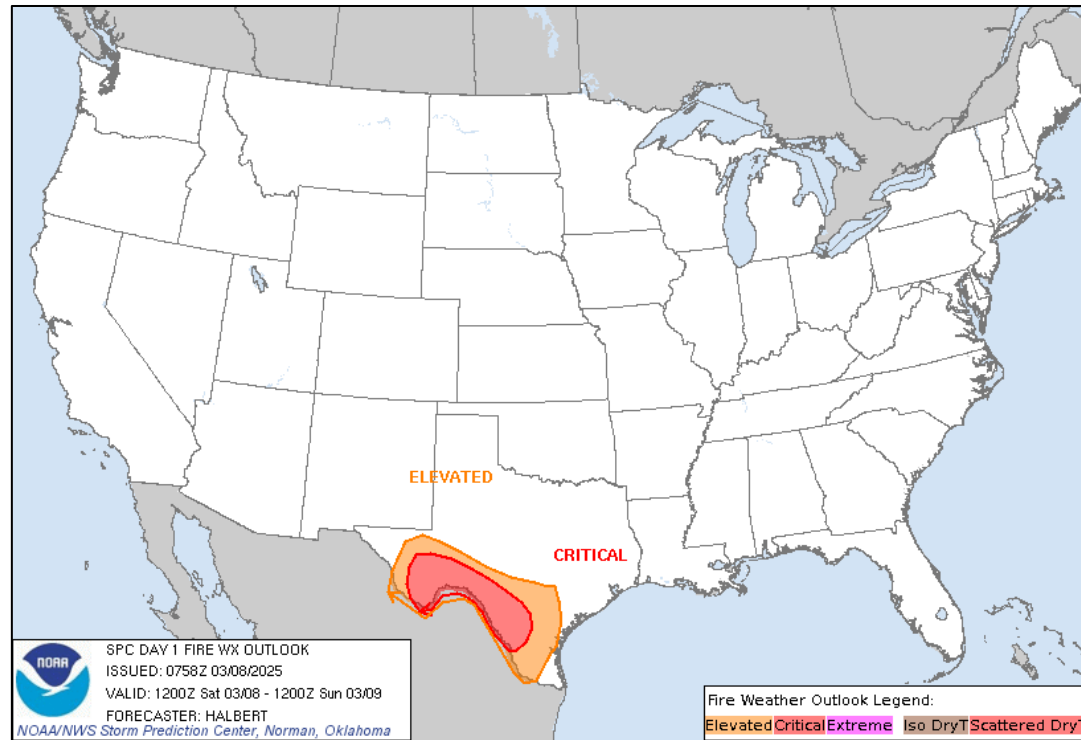 ELEVATED
CRITICAL
NOAA
SPC DAY 1 FIRE WX OUTLOOK
ISSUED: 0758Z 03/08/2025
VALID: 1200Z Sat 03/08 - 1200Z Sun 03/09
FORECASTER: HALBERT
NOAA/NWS Storm Prediction Center, Norman, Oklahoma
Fire Weather Outlook Legend:
Elevated Critical Extreme Iso DryT Scattered DryT